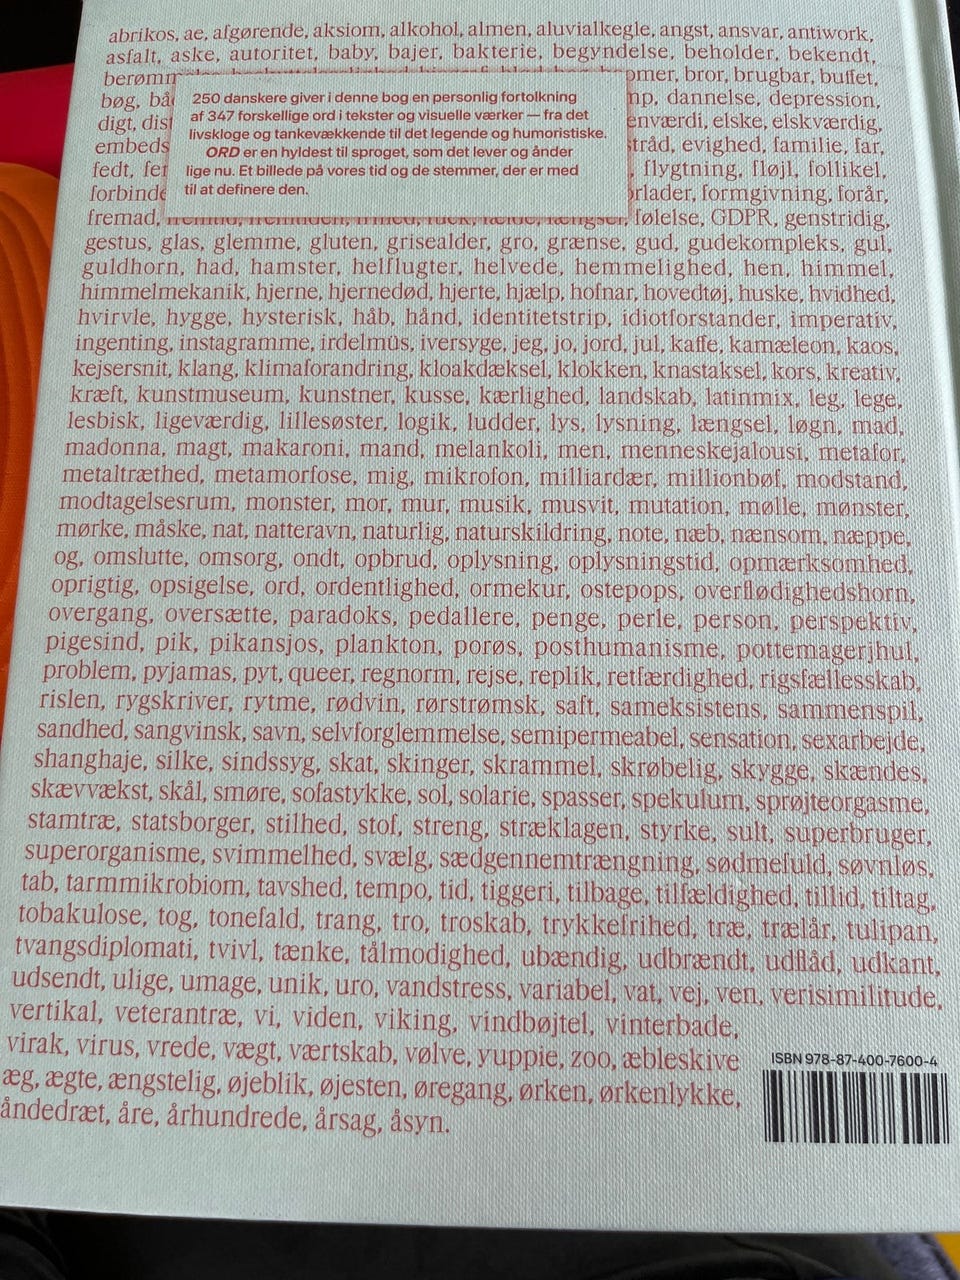 abrikos, ae, afgørende, aksiom, alkohol, almen, aluvialkegle, angst, ansvar, antiwork,
asfalt, aske, autoritet, baby, bajer, bakterie, begyndelse, beholder, bekendt,
bror, brugbar, buffet,
bøg, dannelse, depression,
digt, elske, elskværdig,
evighed, familie, far,
fedt, flygtning, fløjl, follikel,
formgivning, forår,
fremad, følelse, GDPR, genstridig,
250 danskere giver i denne bog en personlig fortolkning
af 347 forskellige ord i tekster og visuelle værker — fra det
livskloge og tankevækkende til det legende og humoristiske.
ORD er en hyldest til sproget, som det lever og ånder
lige nu. Et billede på vores tid og de stemmer, der er med
til at definere den.
gestus, glas, glemme, gluten, grisealder, gro, grænse, gud, gudekompleks, gul,
guldhorn, had, hamster, helflugter, helvede, hemmelighed, hen, himmel,
himmelmekanik, hjerne, hjernedød, hjerte, hjælp, hofnar, hovedtøj, huske, hvidhed,
hvirvle, hygge, hysterisk, håb, hånd, identitetstrip, idiotforstander, imperativ,
ingenting, instagramme, irdelmüs, iversyge, jeg, jo, jord, jul, kaffe, kamæleon, kaos,
kejsersnit, klang, klimaforandring, kloakdæksel, klokken, knastaksel, kors, kreativ,
kræft, kunstmuseum, kunstner, kusse, kærlighed, landskab, latinmix, leg, lege,
lesbisk, ligeværdig, lillesøster, logik, ludder, lys, lysning, længsel, løgn, mad,
madonna, magt, makaroni, mand, melankoli, men, menneskejalousi, metafor,
metaltræthed, metamorfose, mig, mikrofon, milliardær, millionbøf, modstand,
modtagelsesrum, monster, mor, mur, musik, musvit, mutation, mølle, mønster,
mørke, måske, nat, natteravn, naturlig, naturskildring, note, næb, nænsom, næppe,
og, omslutte, omsorg, ondt, opbrud, oplysning, oplysningstid, opmærksomhed,
oprigtig, opsigelse, ord, ordentlighed, ormekur, ostepops, overflødighedshorn,
overgang, oversætte, paradoks, pedallere, penge, perle, person, perspektiv,
pigesind, pik, pikansjos, plankton, porøs, posthumanisme, pottemagerjhul,
problem, pyjamas, pyt, queer, regnorm, rejse, replik, retfærdighed, rigsfællesskab,
rislen, rygskriver, rytme, rødvin, rørstrømsk, saft, sameksistens, sammenspil,
sandhed, sangvinsk, savn, selvforglemmelse, semipermeabel, sensation, sexarbejde,
shanghaje, silke, sindssyg, skat, skinger, skrammel, skrøbelig, skygge, skændes,
skævvækst, skål, smøre, sofastykke, sol, solarie, spasser, spekulum, sprøjteorgasme,
stamtræ, statsborger, stilhed, stof, streng, stræklagen, styrke, sult, superbruger,
superorganisme, svimmelhed, svælg, sædgennemtrængning, sødmefuld, søvnløs,
tab, tarmmikrobiom, tavshed, tempo, tid, tiggeri, tilbage, tilfældighed, tillid, tiltag,
tobakulose, tog, tonefald, trang, tro, troskab, trykkefrihed, træ, trælår, tulipan,
tvangsdiplomati, tvivl, tænke, tålmodighed, ubændig, udbrændt, udflåd, udkant,
udsendt, ulige, umage, unik, uro, vandstress, variabel, vat, vej, ven, verisimilitude,
vertikal, veterantræ, vi, viden, viking, vindbøjtel, vinterbade,
virak, virus, vrede, vægt, værtskab, vølve, yuppie, zoo, æbleskive
æg, ægte, ængstelig, øjeblik, øjesten, øregang, ørken, ørkenlykke,
åndedræt, åre, århundrede, årsag, åsyn.
ISBN 978-87-400-7600-4